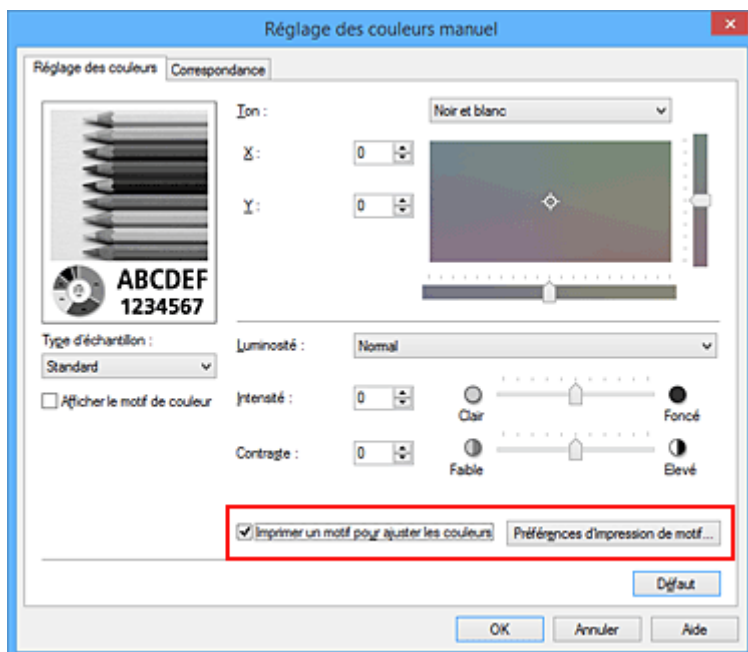 Réglage des couleurs manuel
Réglage des couleurs Correspondance
Ton : Noir et blanc
X : 0
Y : 0
ABCDEF
1234567
Type d'échantillon :
Standard
Afficher le motif de couleur
Luminosité : Normal
Intensité : 0 Clair Foncé
Contraste : 0 Faible Elevé
Imprimer un motif pour ajuster les couleurs Préférences d'impression de motif...
Défaut
OK Annuler Aide